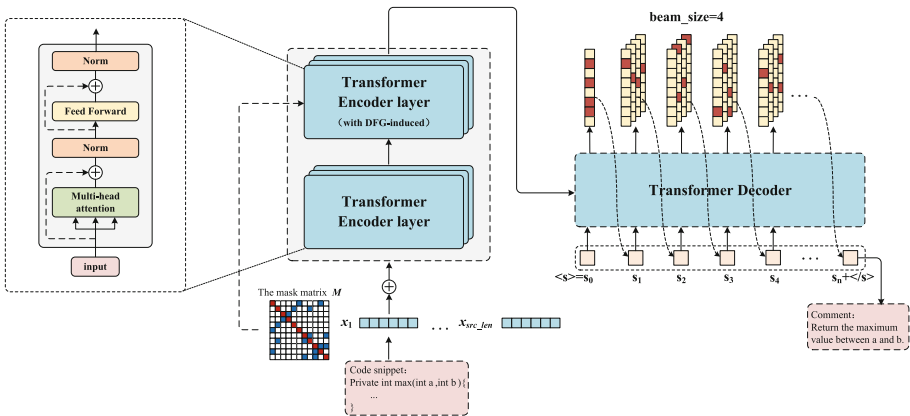 Norm
Feed Forward
Norm
Multi-head
attention
input
Transformer
Encoder layer
(with DFG-induced)
Transformer
Encoder layer
The mask matrix M
x1
...
xsrc_len
Code snippet:
Private int max(int a ,int b ){
...
}
beam_size=4
...
Transformer Decoder
<s>=s0
s1
s2
s3
s4
...
sn+</s>
Comment:
Return the maximum
value between a and b.